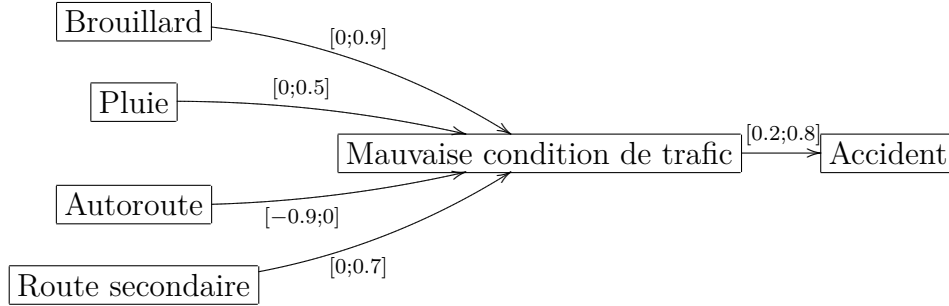 Brouillard
[0;0.9]
Pluie
[0;0.5]
Mauvaise condition de trafic
[0.2;0.8]
Accident
Autoroute
[−0.9;0]
Route secondaire
[0;0.7]